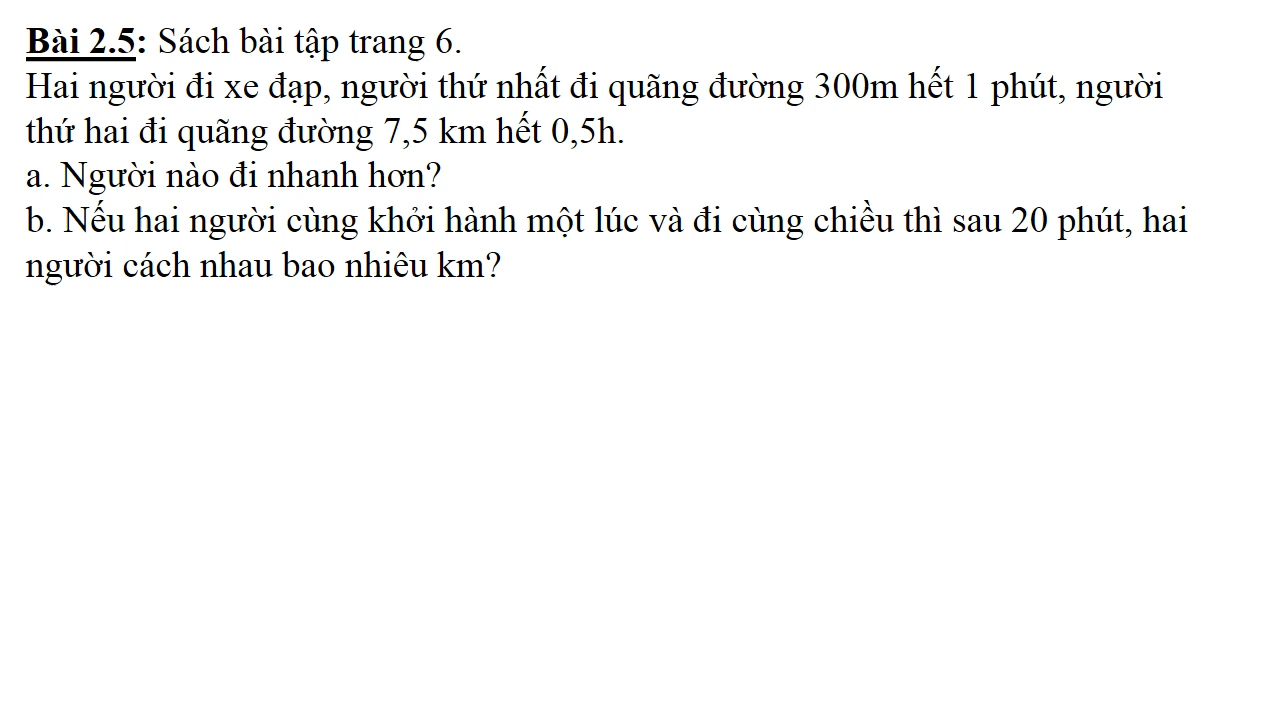 Bài 2.5: Sách bài tập trang 6.
Hai người đi xe đạp, người thứ nhất đi quãng đường 300m hết 1 phút, người
thứ hai đi quãng đường 7,5 km hết 0,5h.
a. Người nào đi nhanh hơn?
b. Nếu hai người cùng khởi hành một lúc và đi cùng chiều thì sau 20 phút, hai
người cách nhau bao nhiêu km?